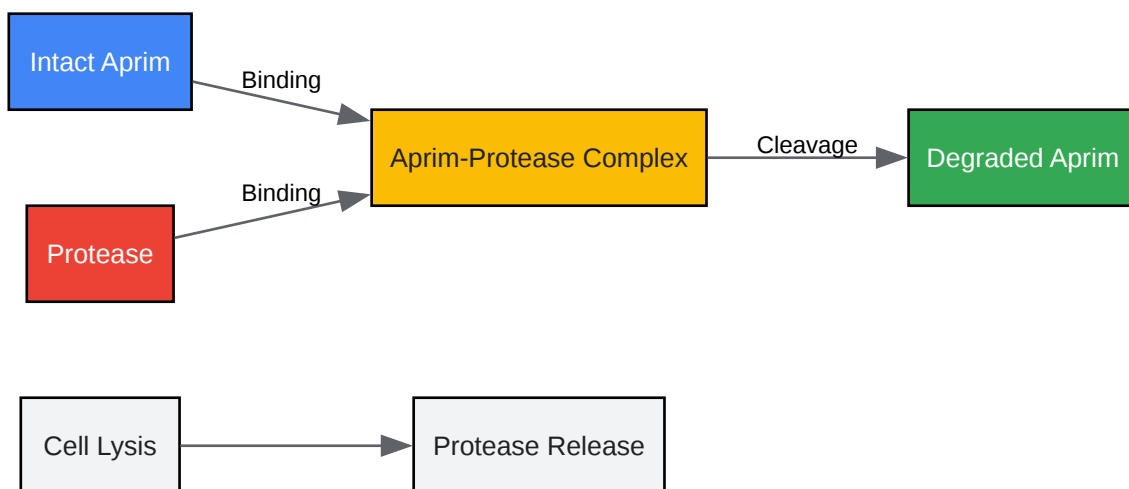 Intact Aprim
Binding
Aprim-Protease Complex
Cleavage
Degraded Aprim
Binding
Protease
Cell Lysis
Protease Release